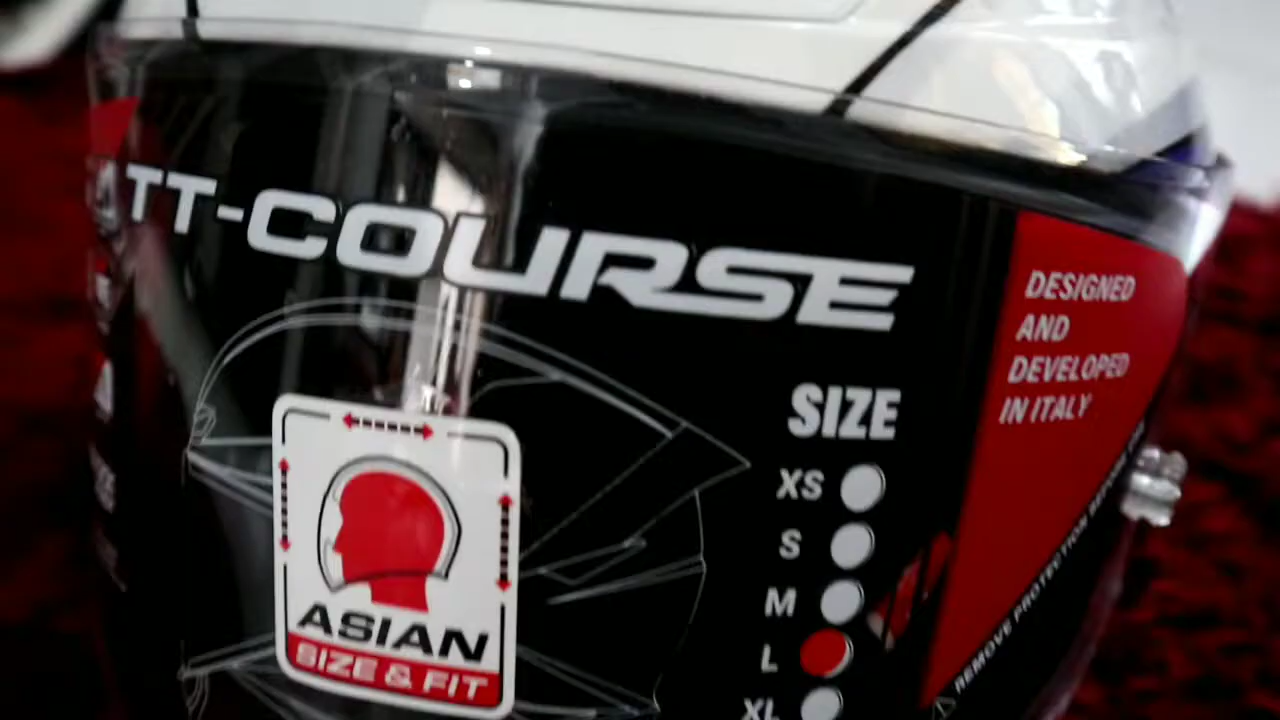 TT-COURSE
DESIGNED
AND
DEVELOPED
IN ITALY
SIZE
XS
S
M
L
XL
ASIAN
SIZE & FIT
REMOVE PROTECTION BEFORE